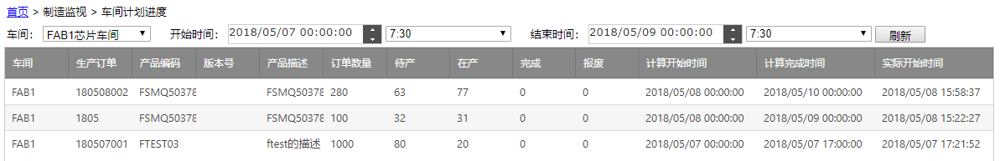 首页 > 制造监视 > 车间计划进度
车间: FAB1芯片车间 开始时间: 2018/05/07 00:00:00 7:30 结束时间: 2018/05/09 00:00:00 7:30 刷新
车间 生产订单 产品编码 版本号 产品描述 订单数量 待产 在产 完成 报废 计算开始时间 计算完成时间 实际开始时间
FAB1 180508002 FSMQ50378 FSMQ50378 280 63 77 0 0 2018/05/08 00:00:00 2018/05/10 00:00:00 2018/05/08 15:58:37
FAB1 1805 FSMQ50378 FSMQ50378 100 32 31 0 0 2018/05/08 00:00:00 2018/05/09 00:00:00 2018/05/08 15:22:27
FAB1 180507001 FTEST03 ftest的描述 1000 80 20 0 0 2018/05/07 00:00:00 2018/05/07 17:00:00 2018/05/07 17:21:52